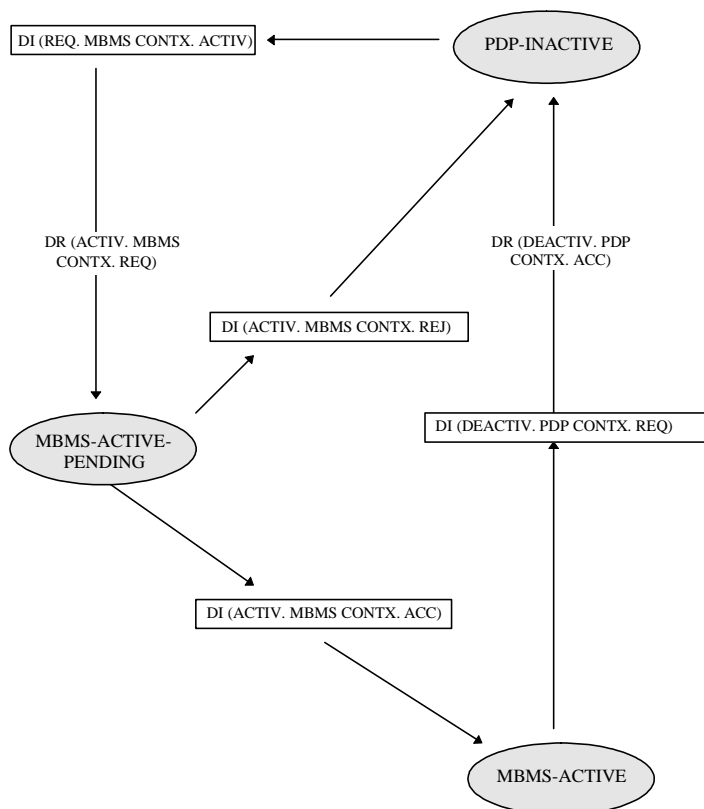 DI (REQ. MBMS CONTX. ACTIV)
PDP-INACTIVE
DR (ACTIV. MBMS
CONTX. REQ)
DR (DEACTIV. PDP
CONTX. ACC)
DI (ACTIV. MBMS CONTX. REJ)
DI (DEACTIV. PDP CONTX. REQ)
MBMS-ACTIVE-
PENDING
DI (ACTIV. MBMS CONTX. ACC)
MBMS-ACTIVE